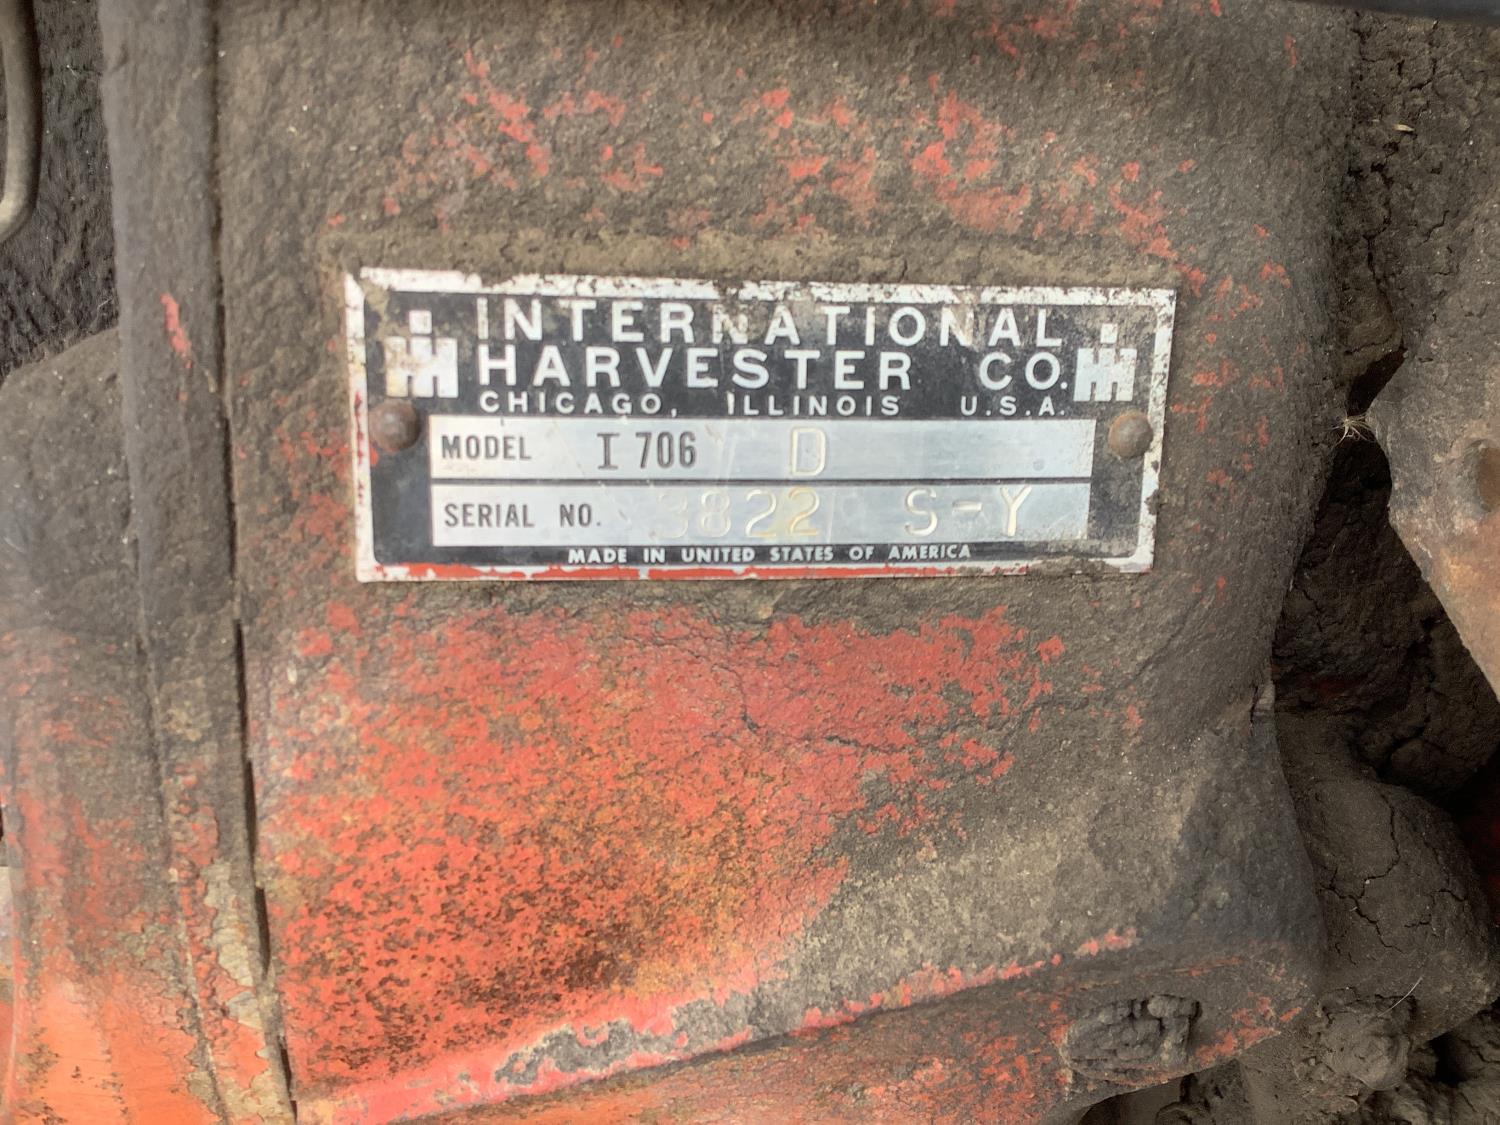 INTERNATIONAL
HARVESTER CO.
CHICAGO, ILLINOIS U.S.A.
MODEL I 706 D
SERIAL NO. 3822 S-Y
MADE IN UNITED STATES OF AMERICA